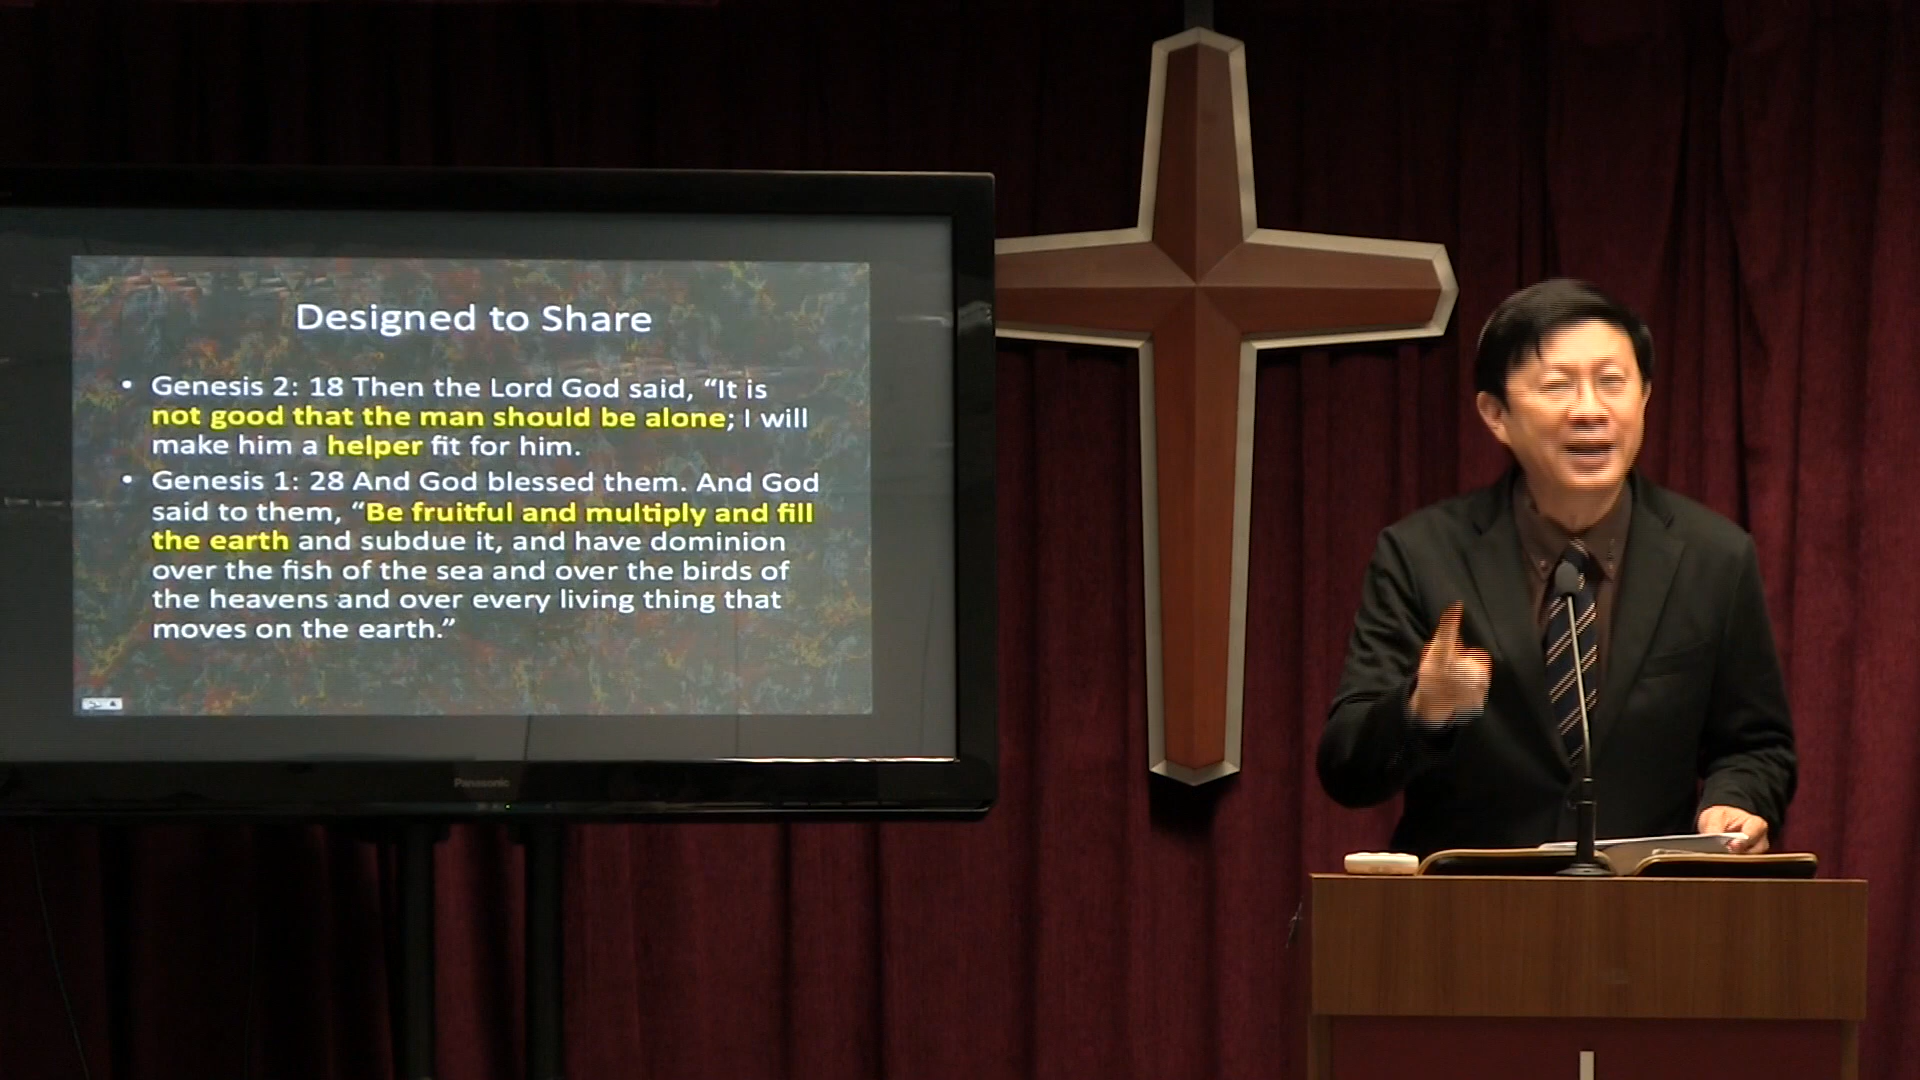 Designed to Share
• Genesis 2: 18 Then the Lord God said, “It is
not good that the man should be alone; I will
make him a helper fit for him.
• Genesis 1: 28 And God blessed them. And God
said to them, “Be fruitful and multiply and fill
the earth and subdue it, and have dominion
over the fish of the sea and over the birds of
the heavens and over every living thing that
moves on the earth.”
Panasonic